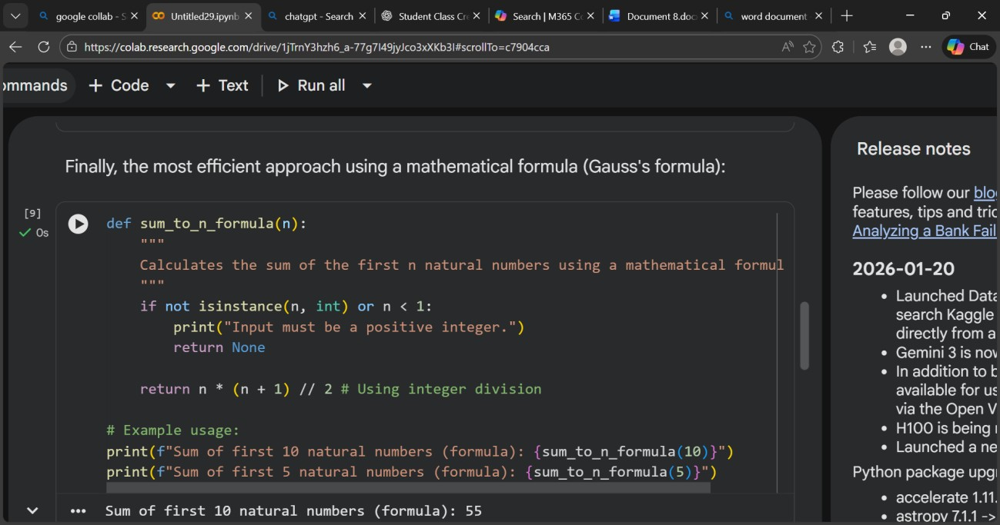 google collab - S
Untitled29.ipynb
chatgpt - Search
Student Class Cre
Search | M365 Co
Document 8.doc
word document
https://colab.research.google.com/drive/1jTrnY3hzh6_a-77g7l49jyJco3xXKb3I#scrollTo=c7904cca
Chat
ommands
+ Code
+ Text
Run all
Finally, the most efficient approach using a mathematical formula (Gauss's formula):
[9]
0s
def sum_to_n_formula(n):
"""
Calculates the sum of the first n natural numbers using a mathematical formul
"""
if not isinstance(n, int) or n < 1:
print("Input must be a positive integer.")
return None
return n * (n + 1) // 2 # Using integer division
# Example usage:
print(f"Sum of first 10 natural numbers (formula): {sum_to_n_formula(10)}")
print(f"Sum of first 5 natural numbers (formula): {sum_to_n_formula(5)}")
Sum of first 10 natural numbers (formula): 55
Release notes
Please follow our blog
features, tips and tric
Analyzing a Bank Fail
2026-01-20
• Launched Data
search Kaggle
directly from a
• Gemini 3 is now
• In addition to b
available for us
via the Open V
• H100 is being
• Launched a ne
Python package upg
• accelerate 1.11.
• astropy 7.1.1 ->